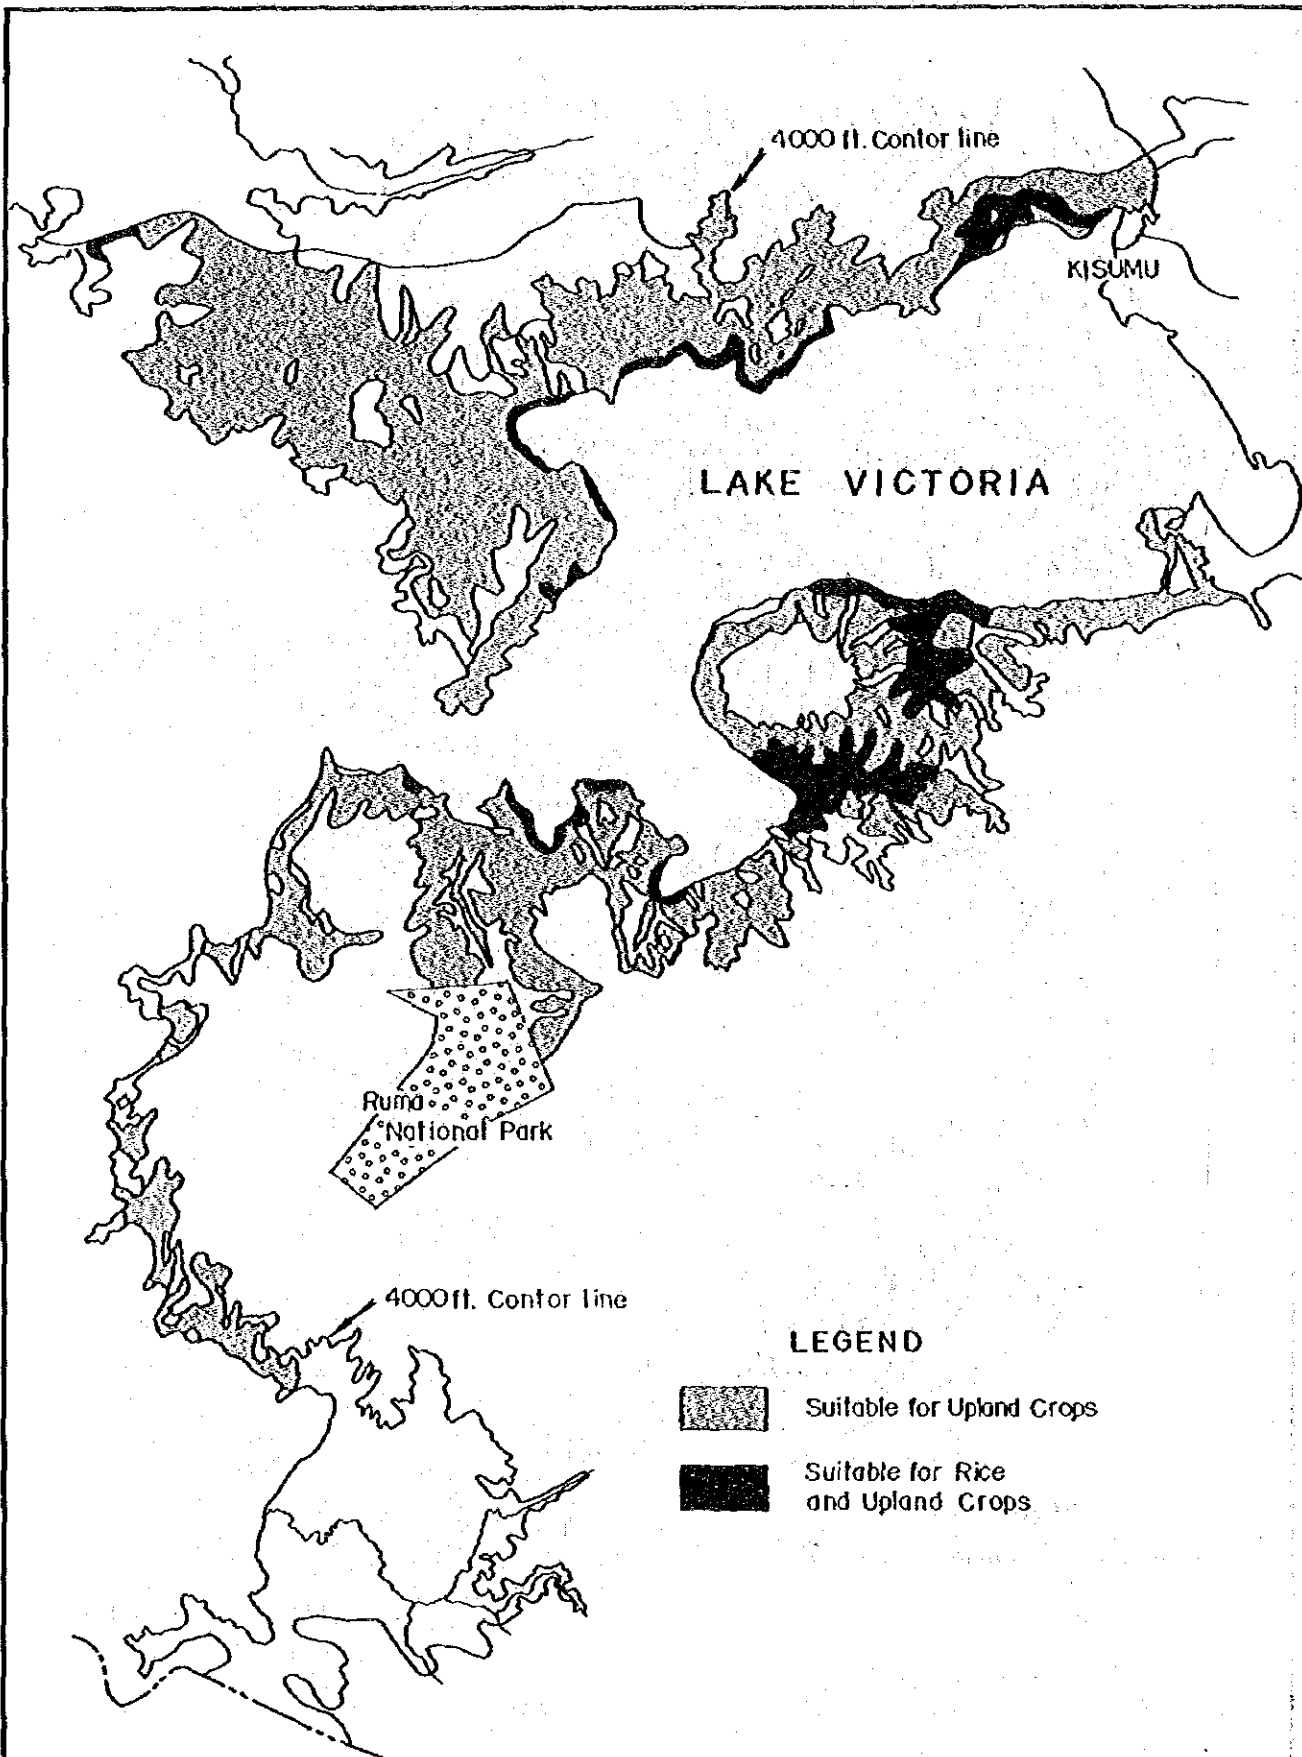 4000 ft. Contor line
KISUMU
LAKE VICTORIA
Ruma
National Park
4000 ft. Contor line
LEGEND
Suitable for Upland Crops
Suitable for Rice
and Upland Crops